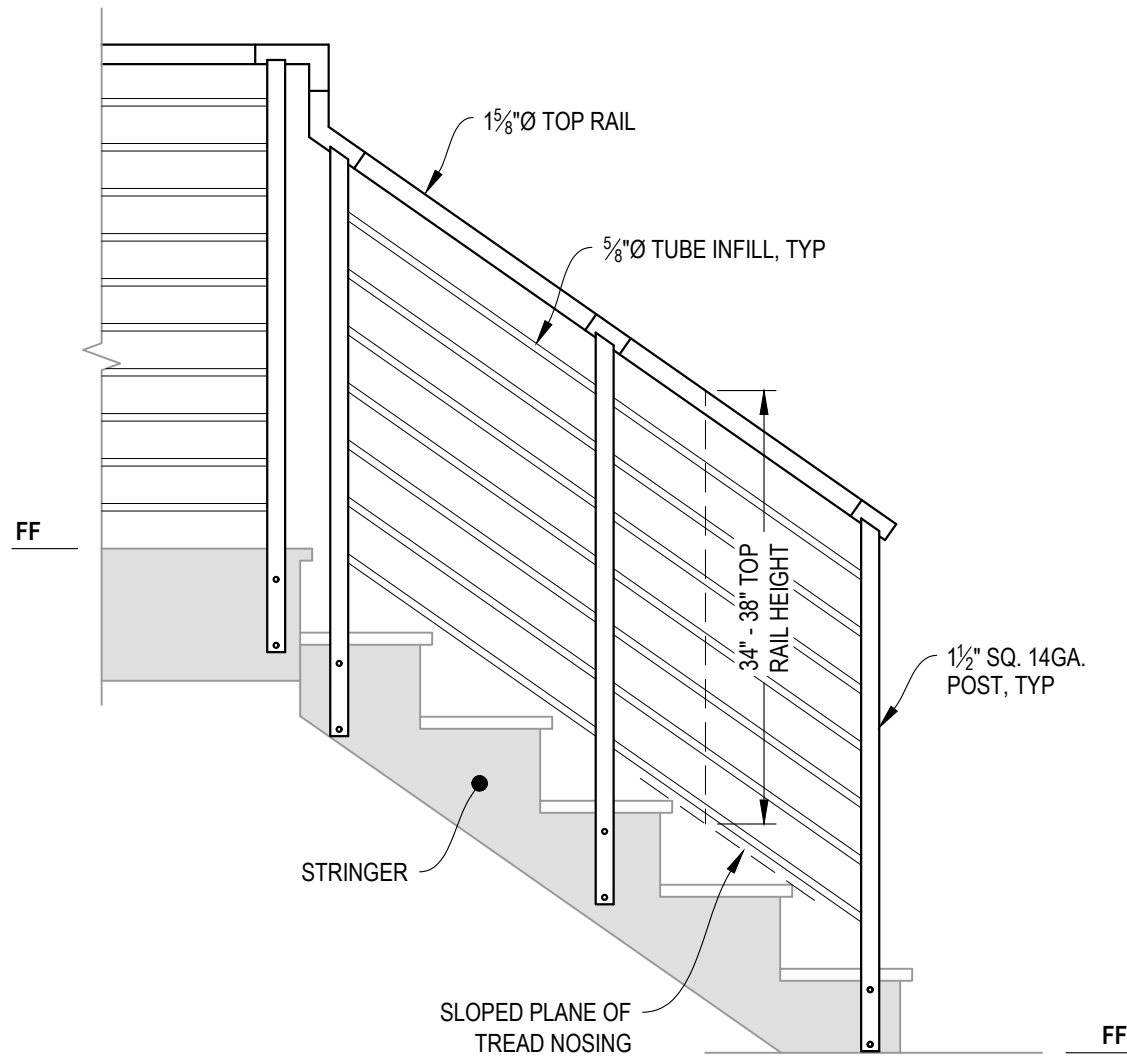 1⅝"Ø TOP RAIL
⅝"Ø TUBE INFILL, TYP
FF
34" - 38" TOP
RAIL HEIGHT
1½" SQ. 14GA.
POST, TYP
STRINGER
SLOPED PLANE OF
TREAD NOSING
FF